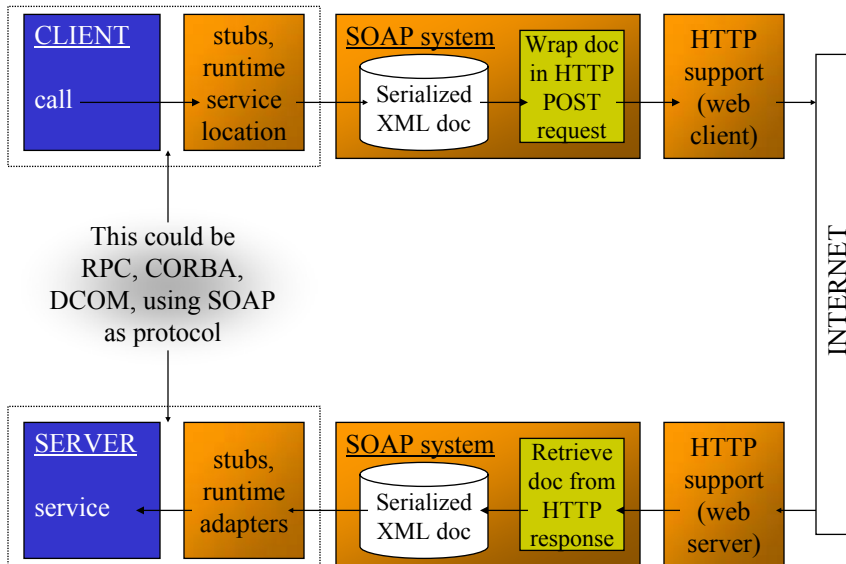 CLIENT
call
stubs,
runtime
service
location
SOAP system
Serialized
XML doc
Wrap doc
in HTTP
POST
request
HTTP
support
(web
client)
INTERNET
This could be
RPC, CORBA,
DCOM, using SOAP
as protocol
SERVER
service
stubs,
runtime
adapters
SOAP system
Serialized
XML doc
Retrieve
doc from
HTTP
response
HTTP
support
(web
server)